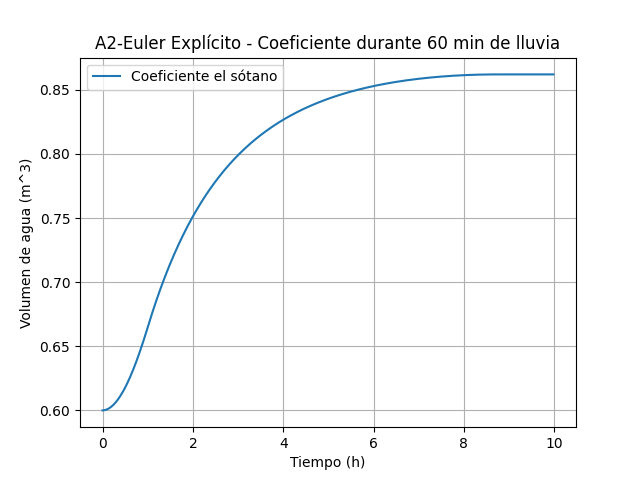 A2-Euler Explícito - Coeficiente durante 60 min de lluvia
Coeficiente el sótano
Volumen de agua (m^3)
0.85
0.80
0.75
0.70
0.65
0.60
0 2 4 6 8 10
Tiempo (h)